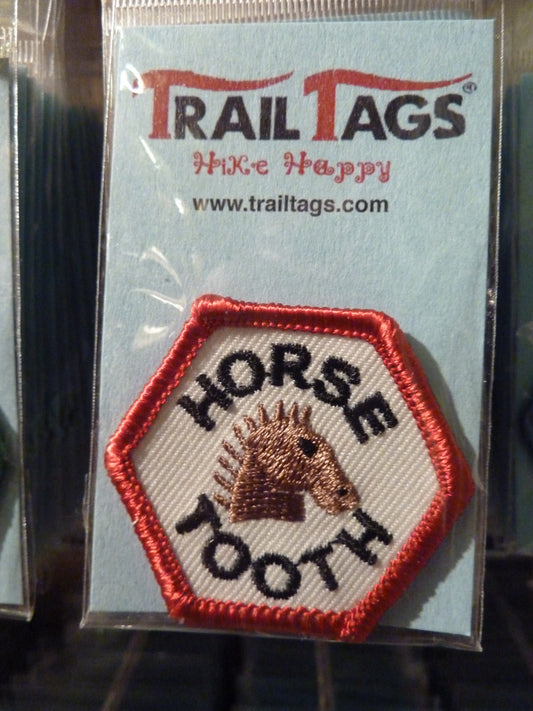 TRAIL TAGS®
Hike Happy
www.trailtags.com
HORSE
TOOTH